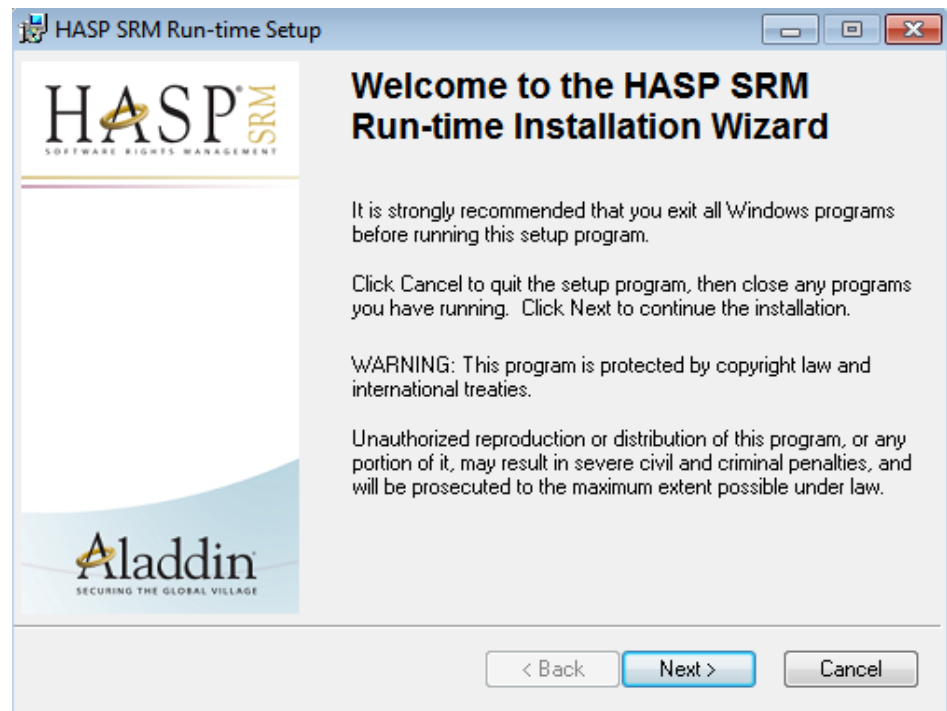 HASP SRM Run-time Setup
HASP SRM
SOFTWARE RIGHTS MANAGEMENT
Welcome to the HASP SRM
Run-time Installation Wizard
It is strongly recommended that you exit all Windows programs
before running this setup program.
Click Cancel to quit the setup program, then close any programs
you have running. Click Next to continue the installation.
WARNING: This program is protected by copyright law and
international treaties.
Unauthorized reproduction or distribution of this program, or any
portion of it, may result in severe civil and criminal penalties, and
will be prosecuted to the maximum extent possible under law.
Aladdin
SECURING THE GLOBAL VILLAGE
< Back Next > Cancel